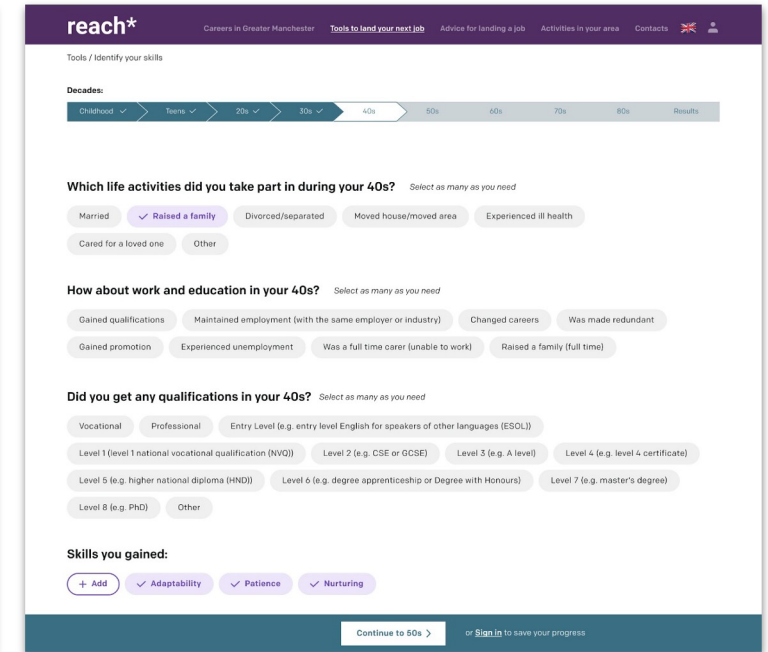 reach*
Careers in Greater Manchester Tools to land your next job Advice for landing a job Activities in your area Contacts
Tools / Identify your skills
Decades:
Childhood Teens 20s 30s 40s 50s 60s 70s 80s Results
Which life activities did you take part in during your 40s? Select as many as you need
Married Raised a family Divorced/separated Moved house/moved area Experienced ill health
Cared for a loved one Other
How about work and education in your 40s? Select as many as you need
Gained qualifications Maintained employment (with the same employer or industry) Changed careers Was made redundant
Gained promotion Experienced unemployment Was a full time carer (unable to work) Raised a family (full time)
Did you get any qualifications in your 40s? Select as many as you need
Vocational Professional Entry Level (e.g. entry level English for speakers of other languages (ESOL))
Level 1 (level 1 national vocational qualification (NVQ)) Level 2 (e.g. CSE or GCSE) Level 3 (e.g. A level) Level 4 (e.g. level 4 certificate)
Level 5 (e.g. higher national diploma (HND)) Level 6 (e.g. degree apprenticeship or Degree with Honours) Level 7 (e.g. master's degree)
Level 8 (e.g. PhD) Other
Skills you gained:
+ Add Adaptability Patience Nurturing
Continue to 50s > or Sign in to save your progress